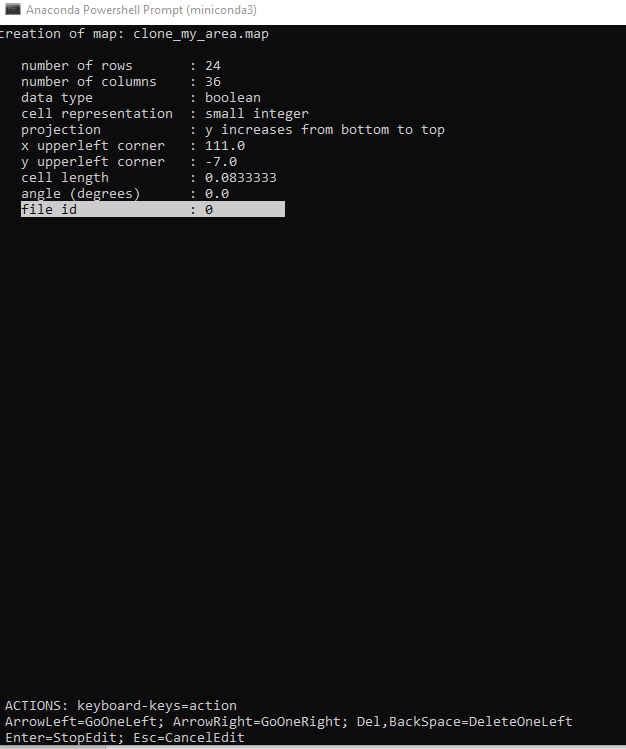 Anaconda Powershell Prompt (miniconda3)
creation of map: clone_my_area.map
number of rows : 24
number of columns : 36
data type : boolean
cell representation : small integer
projection : y increases from bottom to top
x upperleft corner : 111.0
y upperleft corner : -7.0
cell length : 0.0833333
angle (degrees) : 0.0
file id : 0
ACTIONS: keyboard-keys=action
ArrowLeft=GoOneLeft; ArrowRight=GoOneRight; Del,BackSpace=DeleteOneLeft
Enter=StopEdit; Esc=CancelEdit